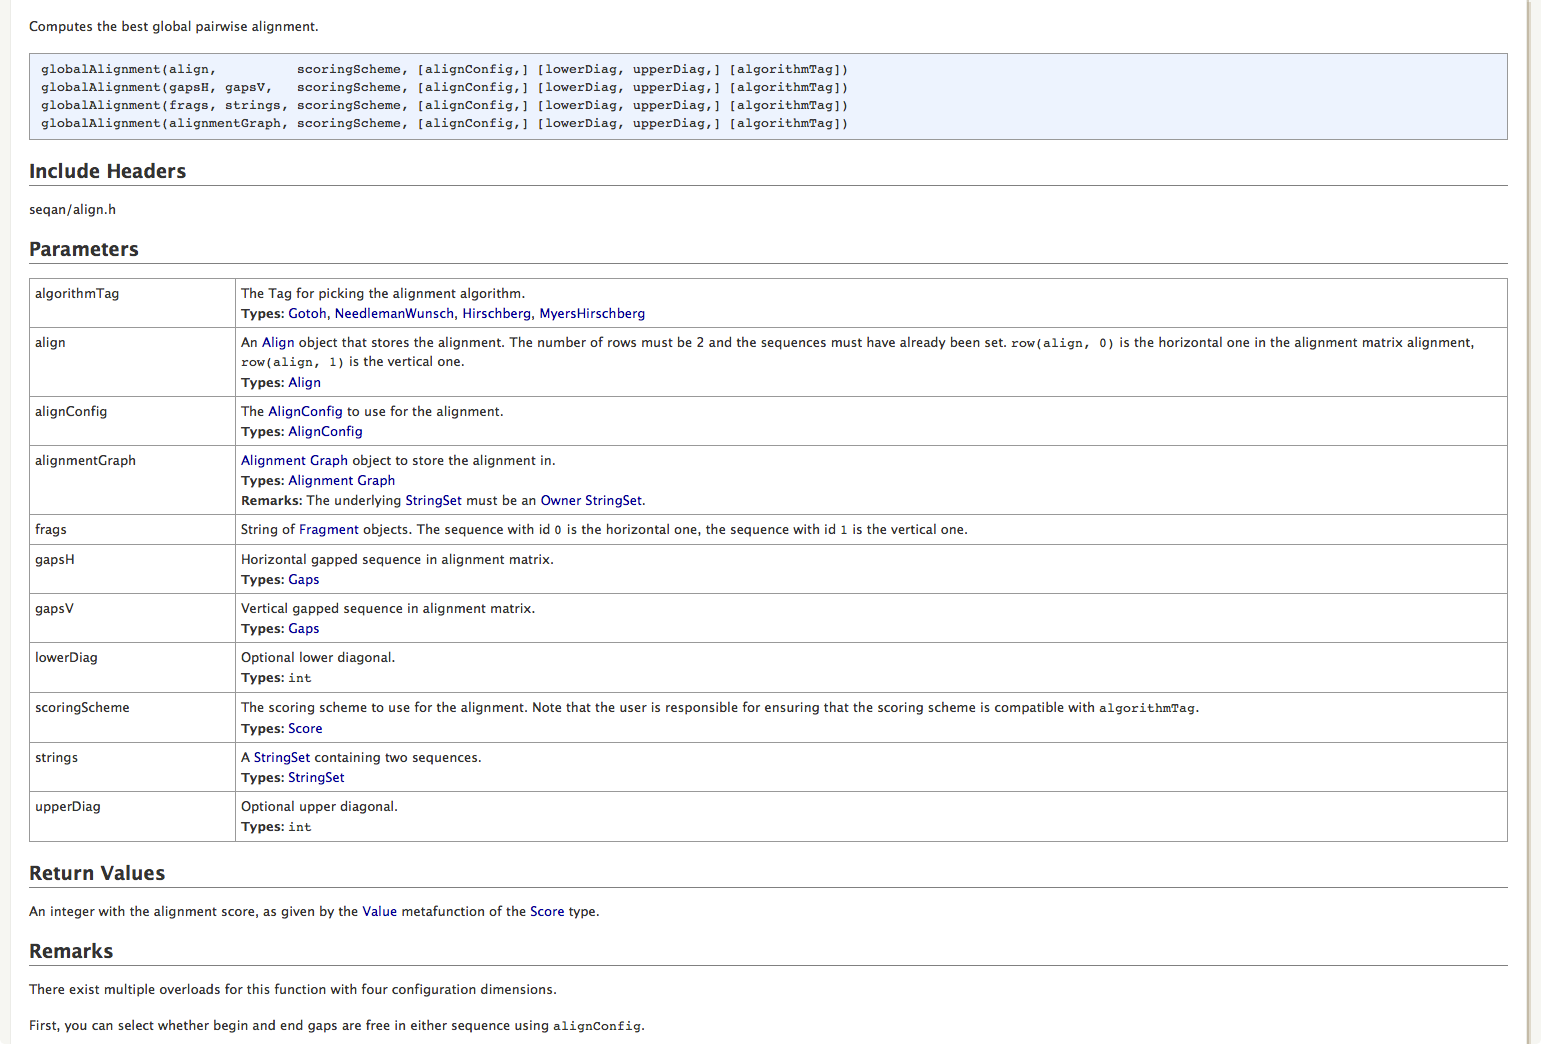 Computes the best global pairwise alignment.
globalAlignment(align,          scoringScheme, [alignConfig,] [lowerDiag, upperDiag,] [algorithmTag])
globalAlignment(gapsH, gapsV,   scoringScheme, [alignConfig,] [lowerDiag, upperDiag,] [algorithmTag])
globalAlignment(frags, strings, scoringScheme, [alignConfig,] [lowerDiag, upperDiag,] [algorithmTag])
globalAlignment(alignmentGraph, scoringScheme, [alignConfig,] [lowerDiag, upperDiag,] [algorithmTag])
Include Headers
seqan/align.h
Parameters
algorithmTag
The Tag for picking the alignment algorithm.
Types: Gotoh, NeedlemanWunsch, Hirschberg, MyersHirschberg
align
An Align object that stores the alignment. The number of rows must be 2 and the sequences must have already been set. row(align, 0) is the horizontal one in the alignment matrix alignment,
row(align, 1) is the vertical one.
Types: Align
alignConfig
The AlignConfig to use for the alignment.
Types: AlignConfig
alignmentGraph
Alignment Graph object to store the alignment in.
Types: Alignment Graph
Remarks: The underlying StringSet must be an Owner StringSet.
frags
String of Fragment objects. The sequence with id 0 is the horizontal one, the sequence with id 1 is the vertical one.
gapsH
Horizontal gapped sequence in alignment matrix.
Types: Gaps
gapsV
Vertical gapped sequence in alignment matrix.
Types: Gaps
lowerDiag
Optional lower diagonal.
Types: int
scoringScheme
The scoring scheme to use for the alignment. Note that the user is responsible for ensuring that the scoring scheme is compatible with algorithmTag.
Types: Score
strings
A StringSet containing two sequences.
Types: StringSet
upperDiag
Optional upper diagonal.
Types: int
Return Values
An integer with the alignment score, as given by the Value metafunction of the Score type.
Remarks
There exist multiple overloads for this function with four configuration dimensions.
First, you can select whether begin and end gaps are free in either sequence using alignConfig.